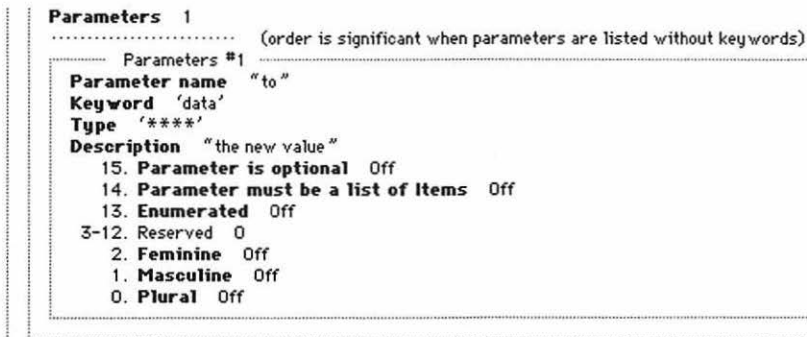 Parameters 1
(order is significant when parameters are listed without keywords)
Parameters #1
Parameter name "to"
Keyword 'data'
Type '****'
Description "the new value"
15. Parameter is optional Off
14. Parameter must be a list of Items Off
13. Enumerated Off
3-12. Reserved 0
2. Feminine Off
1. Masculine Off
0. Plural Off